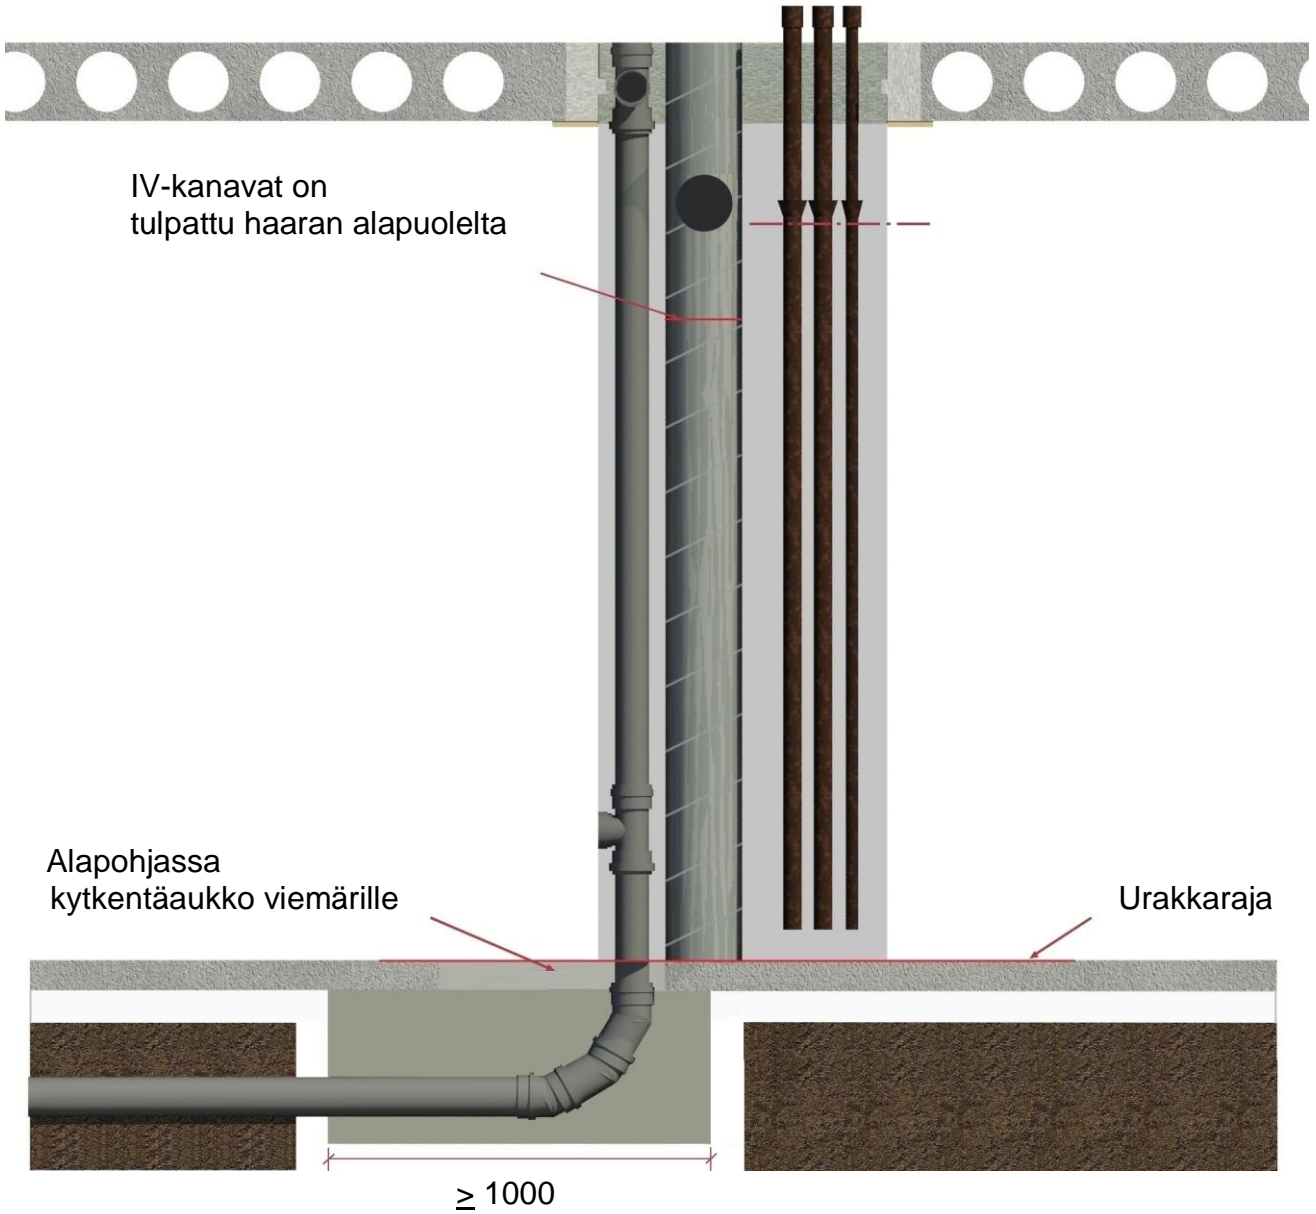 IV-kanavat on
tulpattu haaran alapuolelta
Alapohjassa
kytkentäaukko viemärille
Urakkaraja
≥ 1000